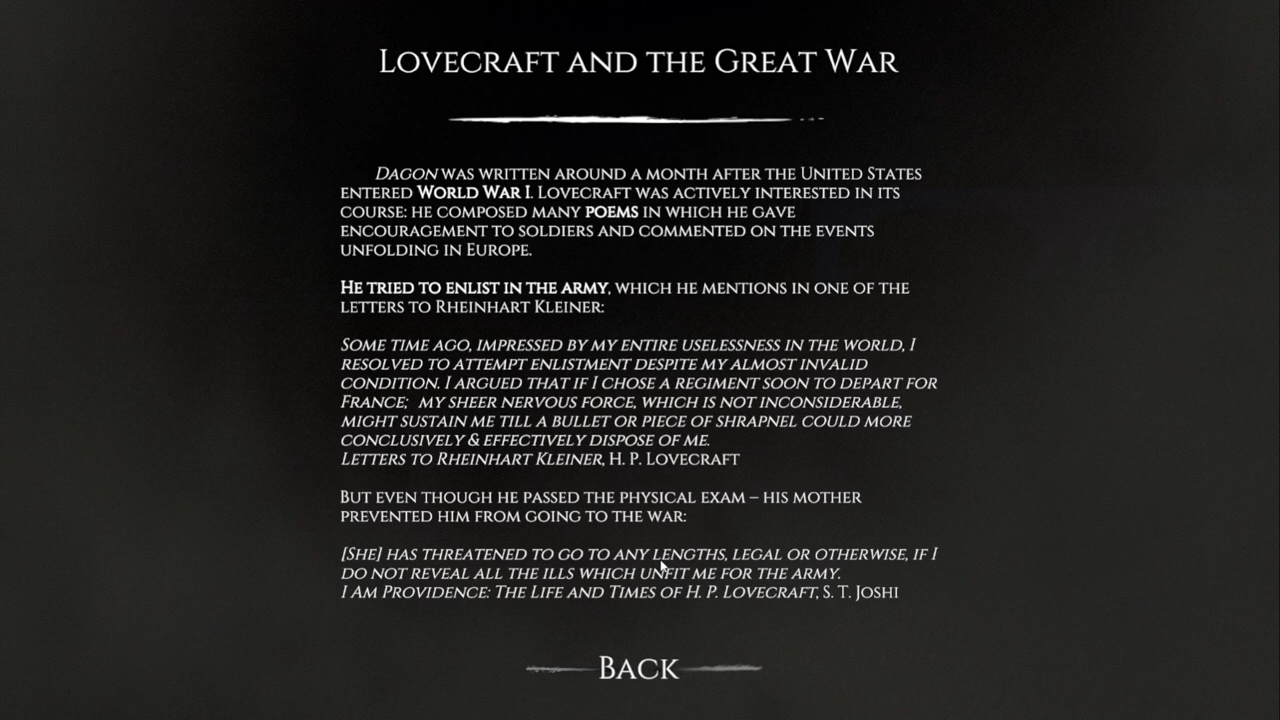 Lovecraft and the Great War
Dagon was written around a month after the United States
entered World War I. Lovecraft was actively interested in its
course: he composed many poems in which he gave
encouragement to soldiers and commented on the events
unfolding in Europe.
He tried to enlist in the army, which he mentions in one of the
letters to Rheinhart Kleiner:
Some time ago, impressed by my entire uselessness in the world, I
resolved to attempt enlistment despite my almost invalid
condition. I argued that if I chose a regiment soon to depart for
France; my sheer nervous force, which is not inconsiderable,
might sustain me till a bullet or piece of shrapnel could more
conclusively & effectively dispose of me.
Letters to Rheinhart Kleiner, H. P. Lovecraft
But even though he passed the physical exam – his mother
prevented him from going to the war:
[She] has threatened to go to any lengths, legal or otherwise, if I
do not reveal all the ills which unfit me for the army.
I Am Providence: The Life and Times of H. P. Lovecraft, S. T. Joshi
Back